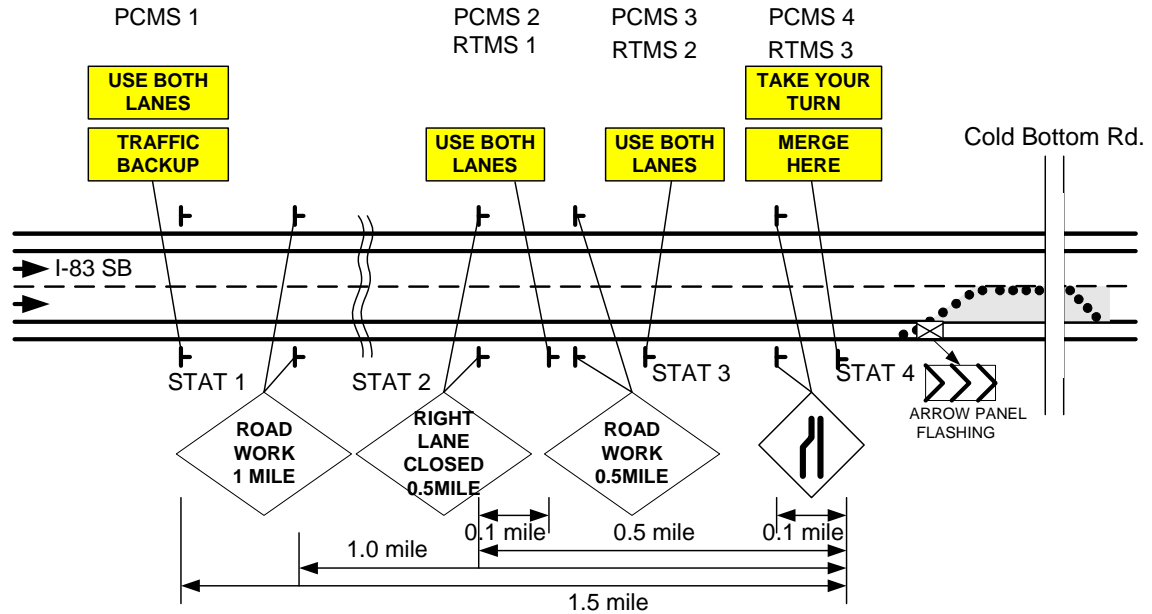 PCMS 1
PCMS 2
RTMS 1
PCMS 3
RTMS 2
PCMS 4
RTMS 3
USE BOTH
LANES
TRAFFIC
BACKUP
USE BOTH
LANES
USE BOTH
LANES
TAKE YOUR
TURN
MERGE
HERE
Cold Bottom Rd.
I-83 SB
STAT 1
STAT 2
STAT 3
STAT 4
ROAD
WORK
1 MILE
RIGHT
LANE
CLOSED
0.5MILE
ROAD
WORK
0.5MILE
ARROW PANEL
FLASHING
0.1 mile
0.5 mile
0.1 mile
1.0 mile
1.5 mile